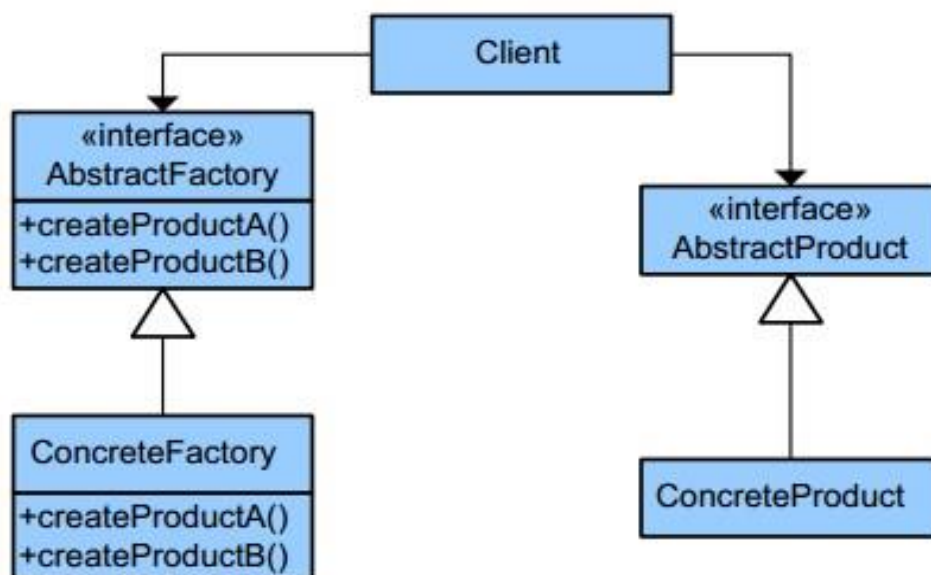 Client
«interface»
AbstractFactory
+createProductA()
+createProductB()
«interface»
AbstractProduct
ConcreteFactory
+createProductA()
+createProductB()
ConcreteProduct